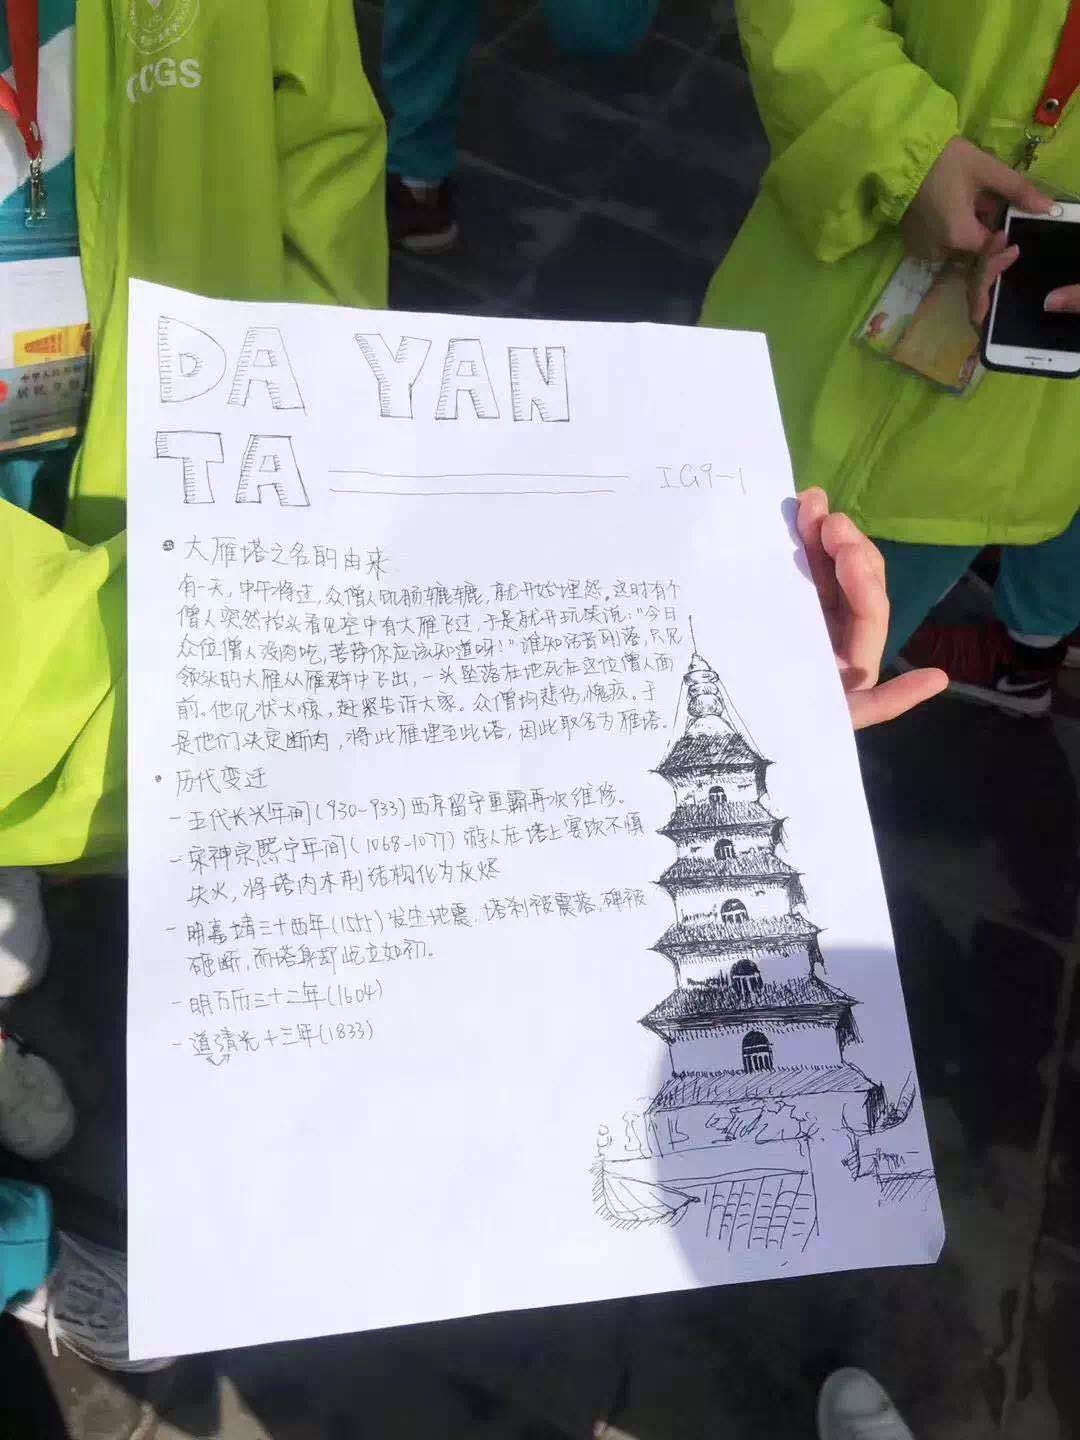 CGS
DA YAN
TA
IG9-1
大雁塔之名的由来
有一天,中午将过,众僧人饥肠辘辘,就开始埋怨。这时有个
僧人突然抬头看见空中有大雁飞过,于是就开玩笑说:"今日
众位僧人没肉吃,菩萨你应该知道呀!"谁知话音刚落,只见
领头的大雁从雁群中飞出,一头坠落在地死在这位僧人面
前。他见状大惊,赶紧告诉大家。众僧均悲伤,愧疚。于
是他们决定断肉,将此雁埋至此塔,因此取名为雁塔。
历代变迁
- 五代长兴年间(930-933)西京留守重霸再次维修。
- 宋神宗熙宁年间(1068-1077)游人在塔上宴饮不慎
失火,将塔内木制结构化为灰烬
- 明嘉靖三十四年(1555)发生地震,塔刹被震落,碑被
砸断,而塔身却屹立如初。
- 明万历三十二年(1604)
- 道清光十三年(1833)